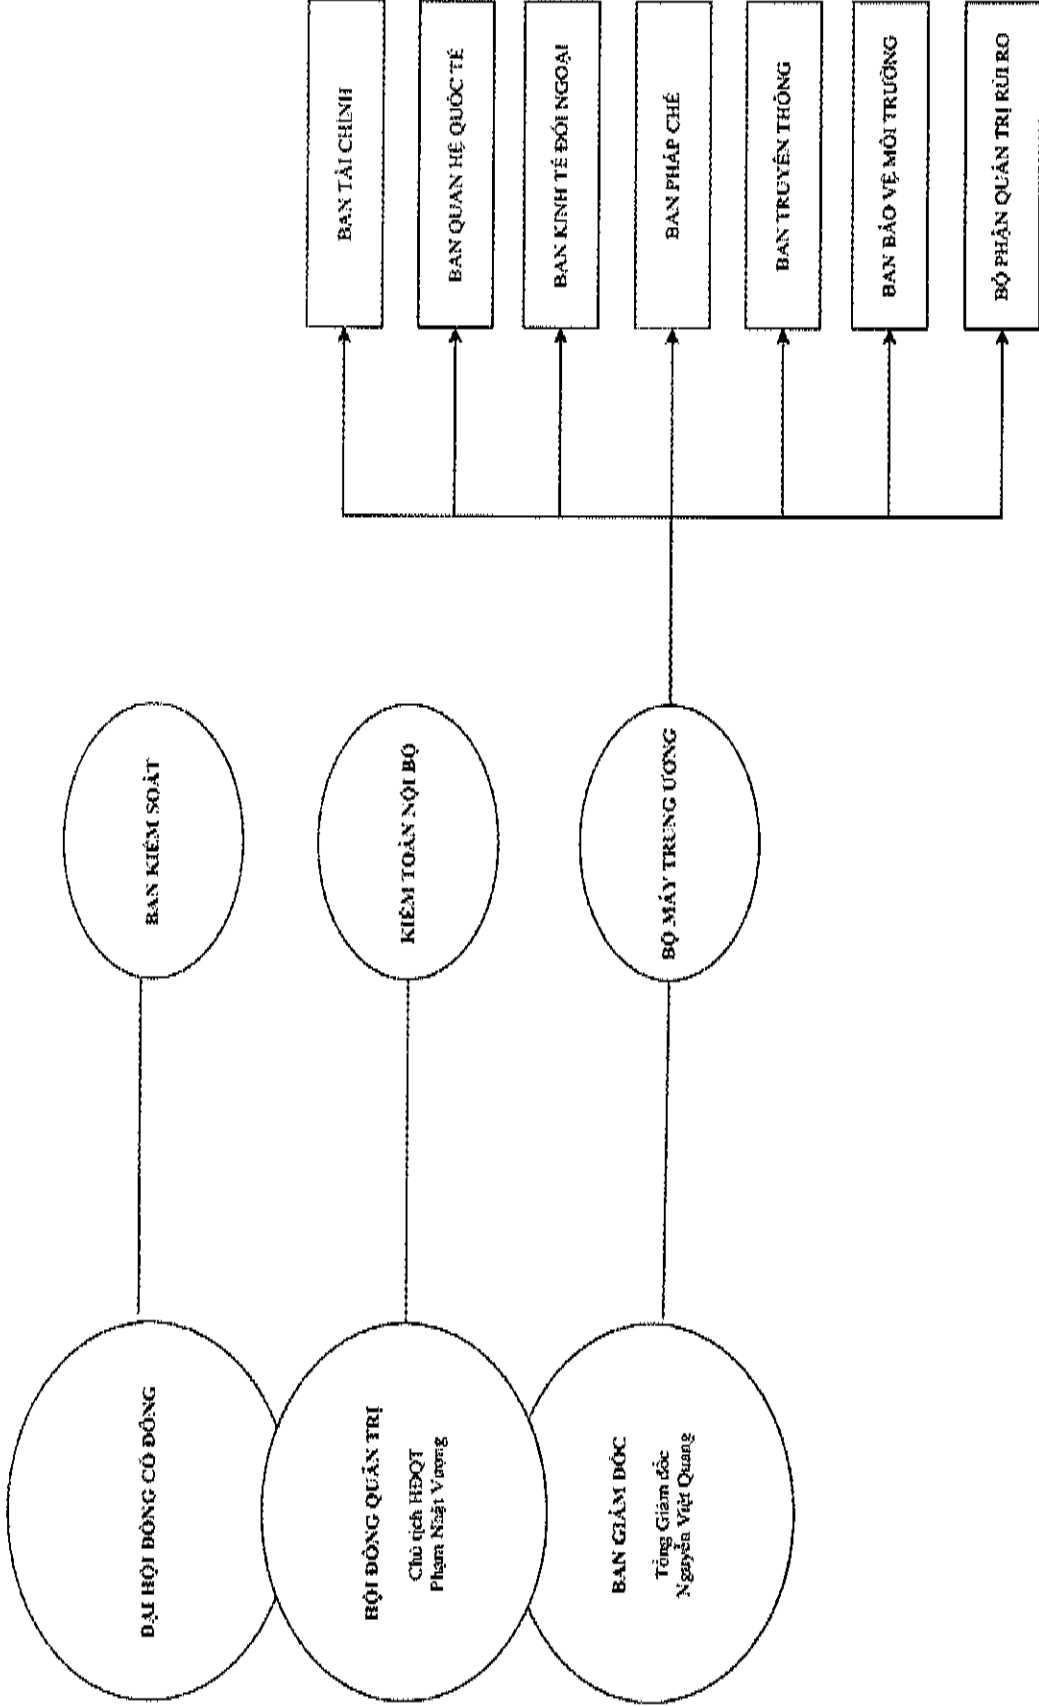 ĐẠI HỘI ĐỒNG CỔ ĐÔNG
BAN KIỂM SOÁT
HỘI ĐỒNG QUẢN TRỊ
Chủ tịch HĐQT
Phạm Nhật Vượng
KIỂM TOÁN NỘI BỘ
BAN GIÁM ĐỐC
Tổng Giám đốc
Nguyễn Việt Quang
BỘ MÁY TRUNG ƯƠNG
BAN TÀI CHÍNH
BAN QUAN HỆ QUỐC TẾ
BAN KINH TẾ ĐỐI NGOẠI
BAN PHÁP CHẾ
BAN TRUYỀN THÔNG
BAN BẢO VỆ MÔI TRƯỜNG
BỘ PHẬN QUẢN TRỊ RỦI RO